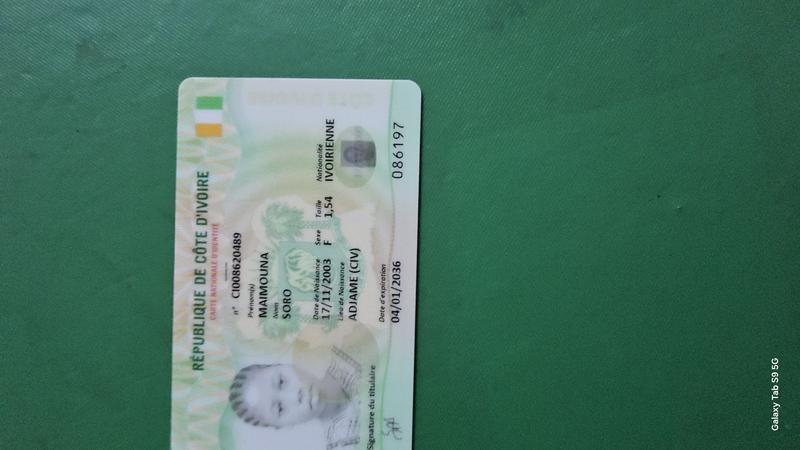 RÉPUBLIQUE DE CÔTE D'IVOIRE
CARTE NATIONALE D'IDENTITÉ
n° CI008620489
Prénom(s)
MAIMOUNA
Nom
SORO
Date de Naissance Sexe Taille Nationalité
17/11/2003 F 1,54 IVOIRIENNE
Lieu de Naissance
ADJAME (CIV)
Date d'expiration
04/01/2036 086197
Signature du titulaire
Galaxy Tab S9 5G